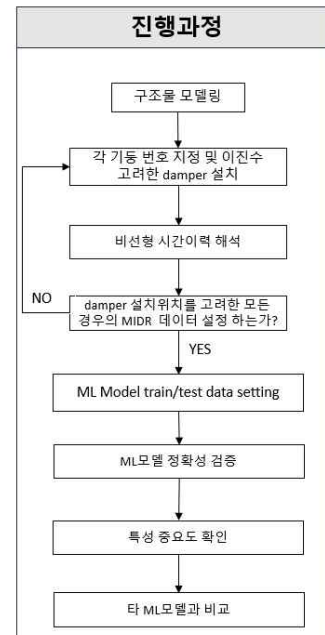 진행과정
구조물 모델링
각 기둥 번호 지정 및 이진수
고려한 damper 설치
비선형 시간이력 해석
NO
damper 설치위치를 고려한 모든
경우의 MIDR 데이터 설정 하는가?
YES
ML Model train/test data setting
ML모델 정확성 검증
특성 중요도 확인
타 ML모델과 비교